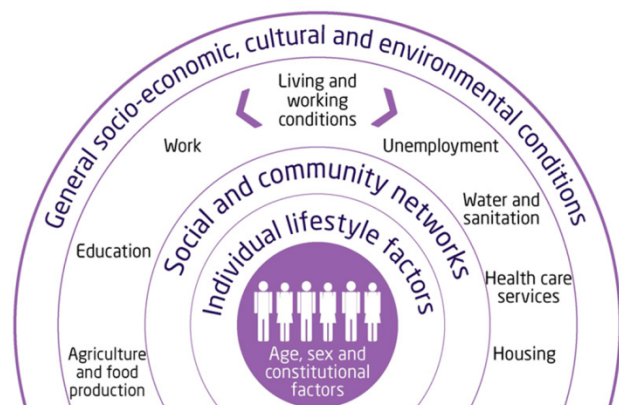 General socio-economic, cultural and environmental conditions
Living and
working
conditions
Work
Unemployment
Social and community networks
Water and
sanitation
Education
Individual lifestyle factors
Health care
services
Agriculture
and food
production
Age, sex and
constitutional
factors
Housing